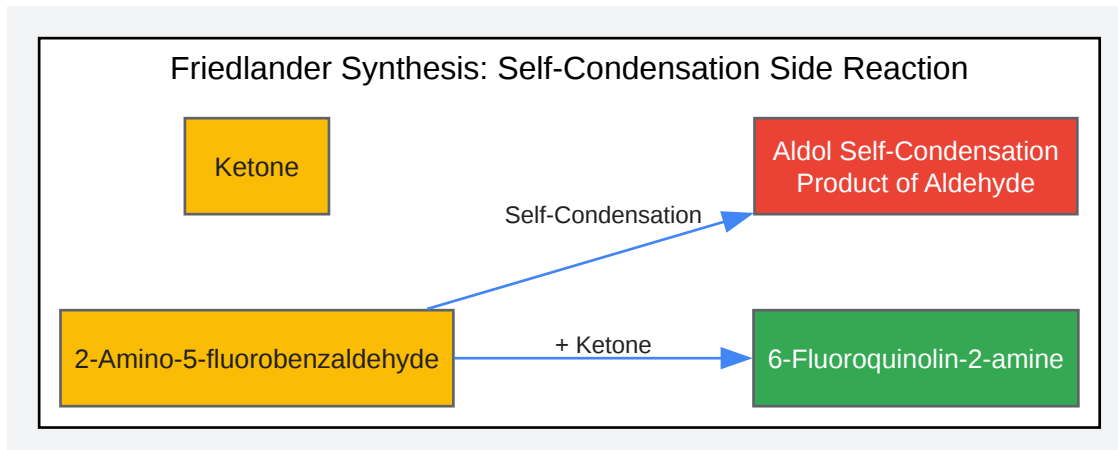 Friedlander Synthesis: Self-Condensation Side Reaction
Ketone
Aldol Self-Condensation
Product of Aldehyde
Self-Condensation
2-Amino-5-fluorobenzaldehyde
+ Ketone
6-Fluoroquinolin-2-amine